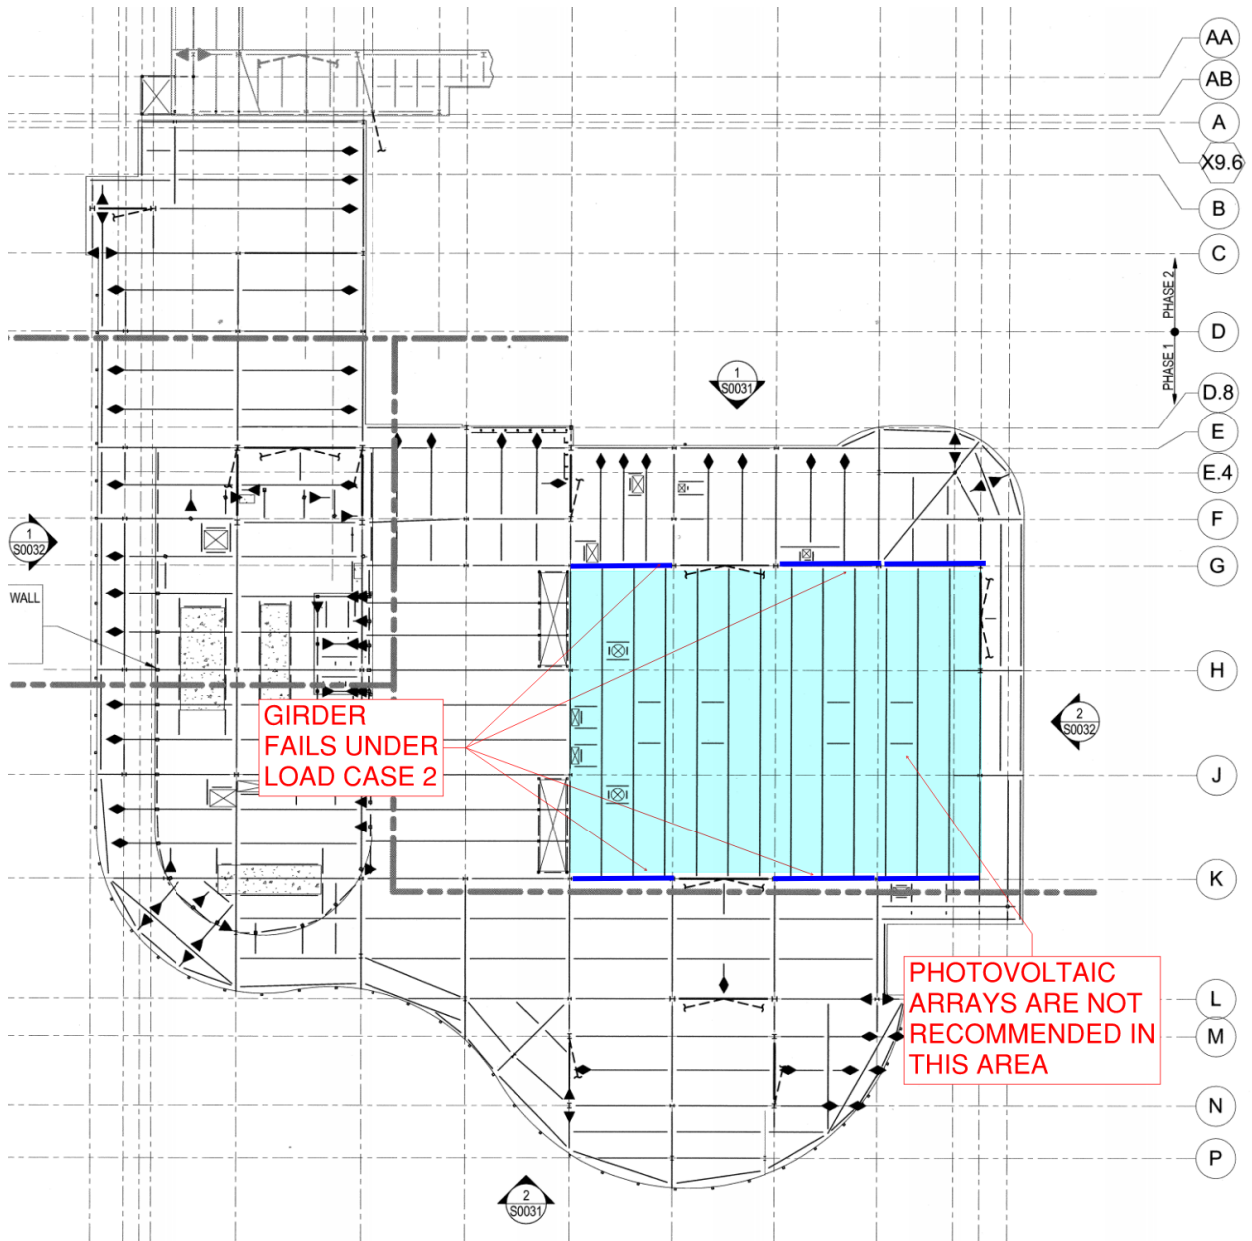 AA
AB
A
X9.6
B
C
PHASE 2
D
PHASE 1
1
S0031
D.8
E
E.4
F
1
S0032
G
WALL
H
GIRDER
FAILS UNDER
LOAD CASE 2
2
S0032
J
K
PHOTOVOLTAIC
ARRAYS ARE NOT
RECOMMENDED IN
THIS AREA
L
M
N
P
2
S0031